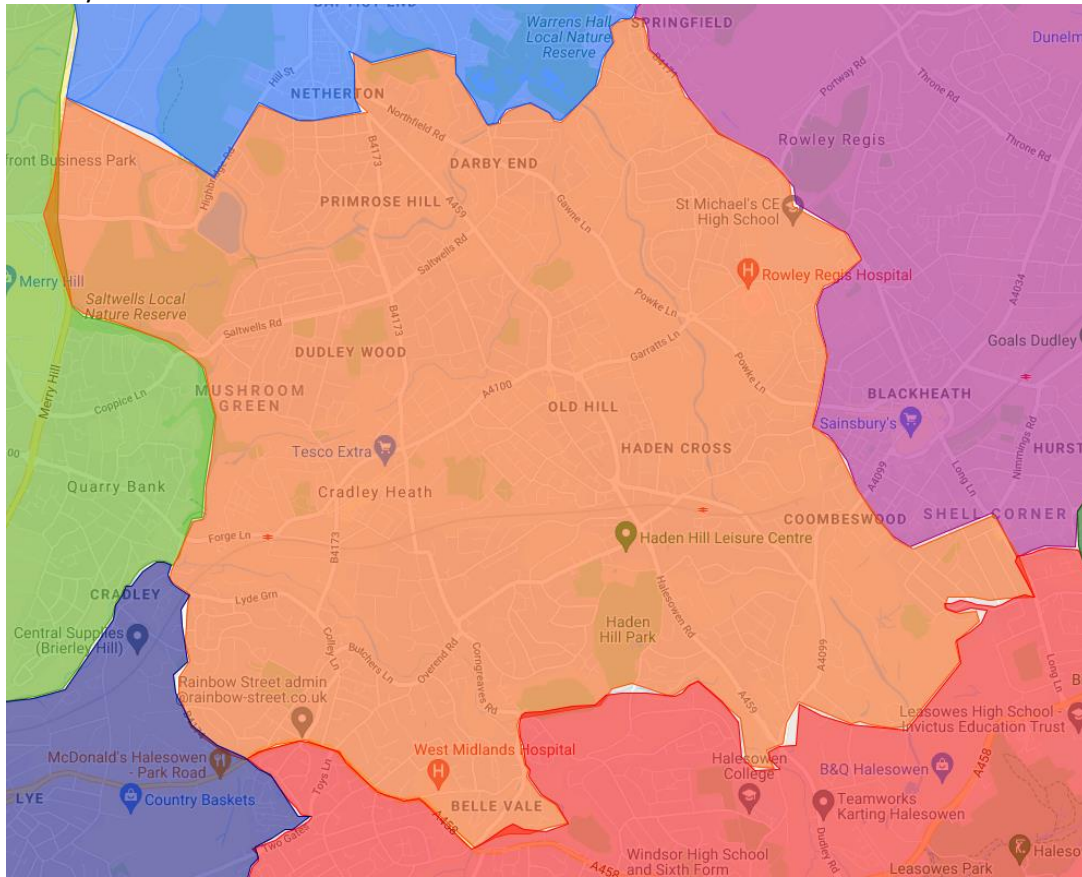 Warrens Hall
Local Nature
Reserve
SPRINGFIELD
Dunelm
B4171
Hill St
NETHERTON
Portway Rd
Throne Rd
Northfield Rd
B4173
Rowley Regis
Throne Rd
front Business Park
Highbridge Rd
DARBY END
PRIMROSE HILL
A459
Gawne Ln
St Michael's CE
High School
Saltwells Rd
Merry Hill
Rowley Regis Hospital
A4034
Saltwells Local
Nature Reserve
Powke Ln
B4173
Saltwells Rd
Goals Dudley
DUDLEY WOOD
Garratts Ln
Powke Ln
Merry Hill
Coppice Ln
MUSHROOM
GREEN
A4100
OLD HILL
BLACKHEATH
Sainsbury's
Nimmings Rd
Tesco Extra
HADEN CROSS
HURST
A4099
Long Ln
Quarry Bank
Cradley Heath
COOMBESWOOD
SHELL CORNER
Forge Ln
B4173
Haden Hill Leisure Centre
CRADLEY
Lyde Grn
Halesowen Rd
Central Supplies
(Brierley Hill)
Colley Ln
Butchers Ln
Overend Rd
Haden
Hill Park
A4099
Corngreaves Rd
Long Ln
Rainbow Street admin
@rainbow-street.co.uk
A459
Leasowes High School -
Invictus Education Trust
McDonald's Halesowen
- Park Road
West Midlands Hospital
Halesowen
College
B&Q Halesowen
A458
Toys Ln
LYE
Country Baskets
BELLE VALE
Teamworks
Karting Halesowen
A458
Two Gates
Dudley Rd
Windsor High School
and Sixth Form
A458
Haleso
Leasowes Park